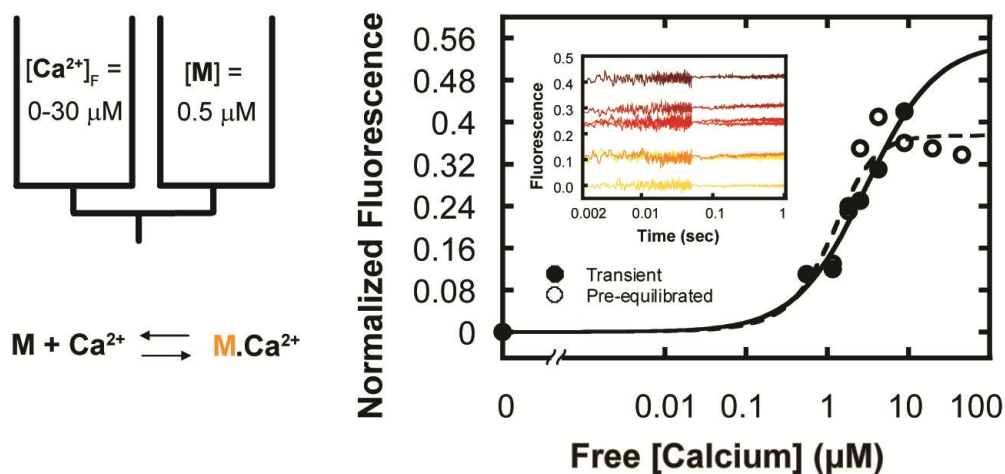 [Ca²⁺]F =
0-30 µM
[M] =
0.5 µM
M + Ca²⁺
M.Ca²⁺
Normalized Fluorescence
0.56
0.48
0.4
0.32
0.24
0.16
0.08
0
Fluorescence
0.5
0.4
0.3
0.2
0.1
0.0
0.002
0.01
0.1
1
Time (sec)
Transient
Pre-equilibrated
0
0.01
0.1
1
10
100
Free [Calcium] (µM)